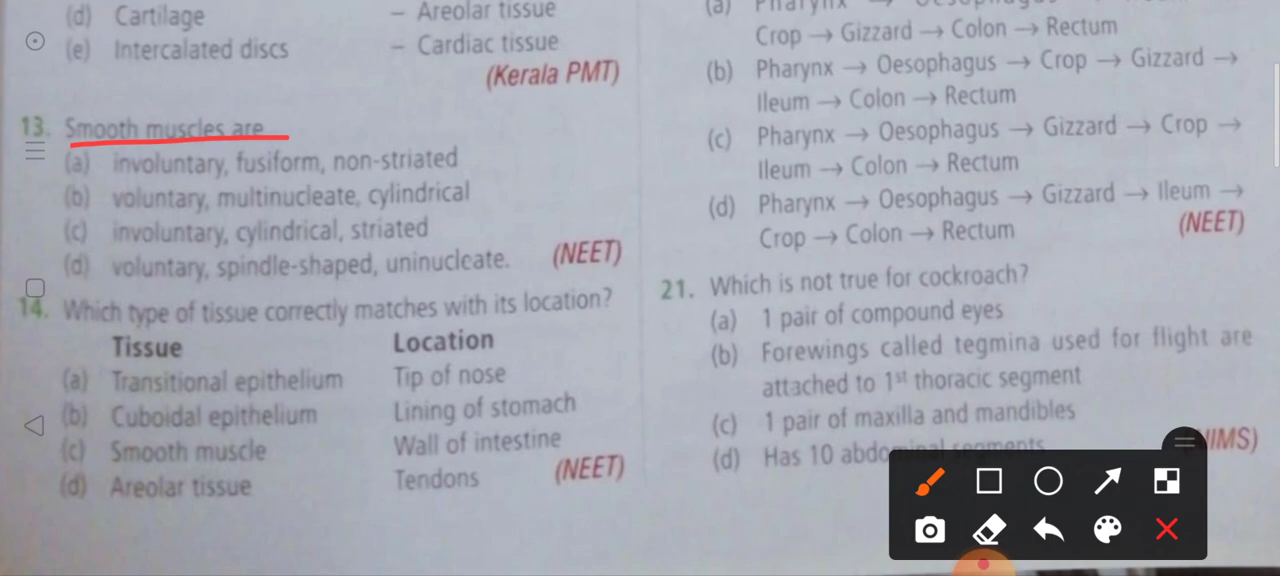 (d) Cartilage – Areolar tissue
(e) Intercalated discs – Cardiac tissue
(Kerala PMT)
13. Smooth muscles are
(a) involuntary, fusiform, non-striated
(b) voluntary, multinucleate, cylindrical
(c) involuntary, cylindrical, striated
(d) voluntary, spindle-shaped, uninucleate. (NEET)
14. Which type of tissue correctly matches with its location?
Tissue Location
(a) Transitional epithelium Tip of nose
(b) Cuboidal epithelium Lining of stomach
(c) Smooth muscle Wall of intestine
(d) Areolar tissue Tendons (NEET)
(a) Pharynx →
Crop → Gizzard → Colon → Rectum
(b) Pharynx → Oesophagus → Crop → Gizzard →
Ileum → Colon → Rectum
(c) Pharynx → Oesophagus → Gizzard → Crop →
Ileum → Colon → Rectum
(d) Pharynx → Oesophagus → Gizzard → Ileum →
Crop → Colon → Rectum (NEET)
21. Which is not true for cockroach?
(a) 1 pair of compound eyes
(b) Forewings called tegmina used for flight are
attached to 1st thoracic segment
(c) 1 pair of maxilla and mandibles
(d) Has 10 abdominal segments